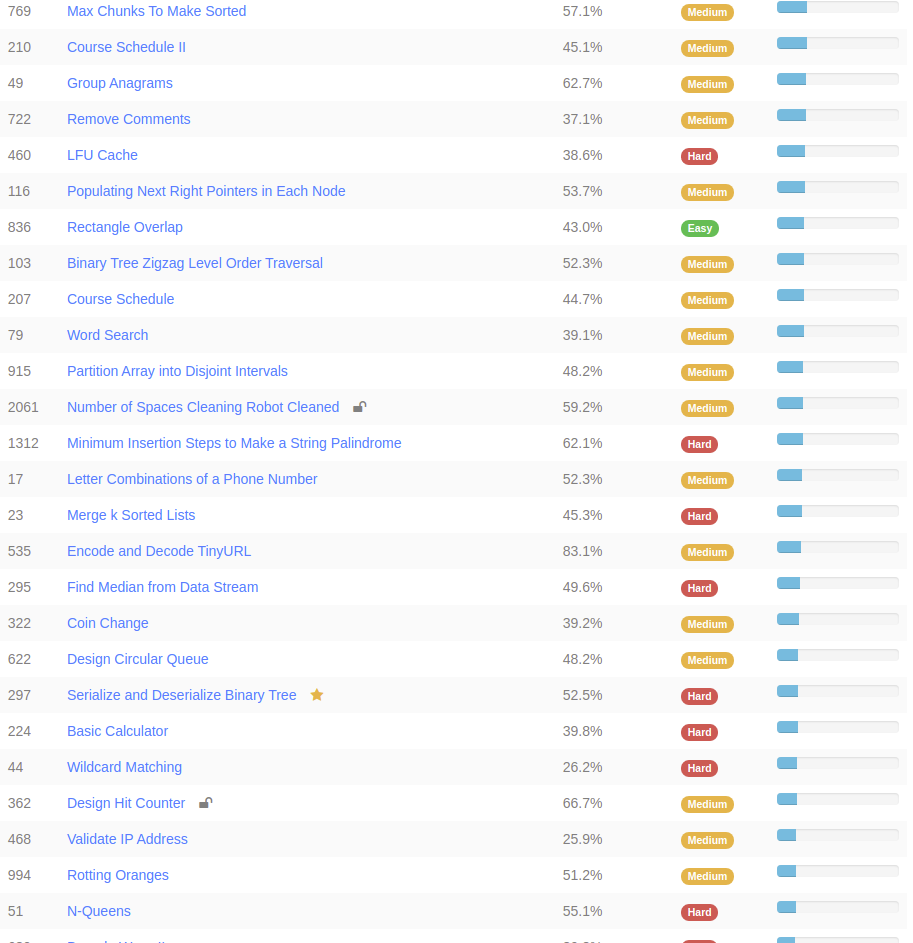 769 Max Chunks To Make Sorted 57.1% Medium
210 Course Schedule II 45.1% Medium
49 Group Anagrams 62.7% Medium
722 Remove Comments 37.1% Medium
460 LFU Cache 38.6% Hard
116 Populating Next Right Pointers in Each Node 53.7% Medium
836 Rectangle Overlap 43.0% Easy
103 Binary Tree Zigzag Level Order Traversal 52.3% Medium
207 Course Schedule 44.7% Medium
79 Word Search 39.1% Medium
915 Partition Array into Disjoint Intervals 48.2% Medium
2061 Number of Spaces Cleaning Robot Cleaned 59.2% Medium
1312 Minimum Insertion Steps to Make a String Palindrome 62.1% Hard
17 Letter Combinations of a Phone Number 52.3% Medium
23 Merge k Sorted Lists 45.3% Hard
535 Encode and Decode TinyURL 83.1% Medium
295 Find Median from Data Stream 49.6% Hard
322 Coin Change 39.2% Medium
622 Design Circular Queue 48.2% Medium
297 Serialize and Deserialize Binary Tree 52.5% Hard
224 Basic Calculator 39.8% Hard
44 Wildcard Matching 26.2% Hard
362 Design Hit Counter 66.7% Medium
468 Validate IP Address 25.9% Medium
994 Rotting Oranges 51.2% Medium
51 N-Queens 55.1% Hard